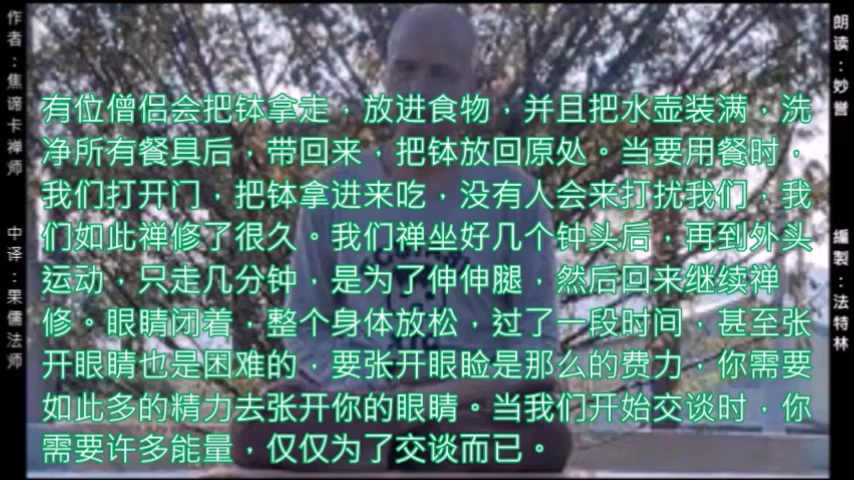 作者：焦谛卡禅师
中译：果儒法师
有位僧侣会把钵拿走，放进食物，并且把水壶装满，洗
净所有餐具后，带回来，把钵放回原处。当要用餐时，
我们打开门，把钵拿进来吃，没有人会来打扰我们，我
们如此禅修了很久。我们禅坐好几个钟头后，再到外头
运动，只走几分钟，是为了伸伸腿，然后回来继续禅
修。眼睛闭着，整个身体放松，过了一段时间，甚至张
开眼睛也是困难的，要张开眼睑是那么的费力，你需要
如此多的精力去张开你的眼睛。当我们开始交谈时，你
需要许多能量，仅仅为了交谈而已。
朗读：妙誉
編製：法特林